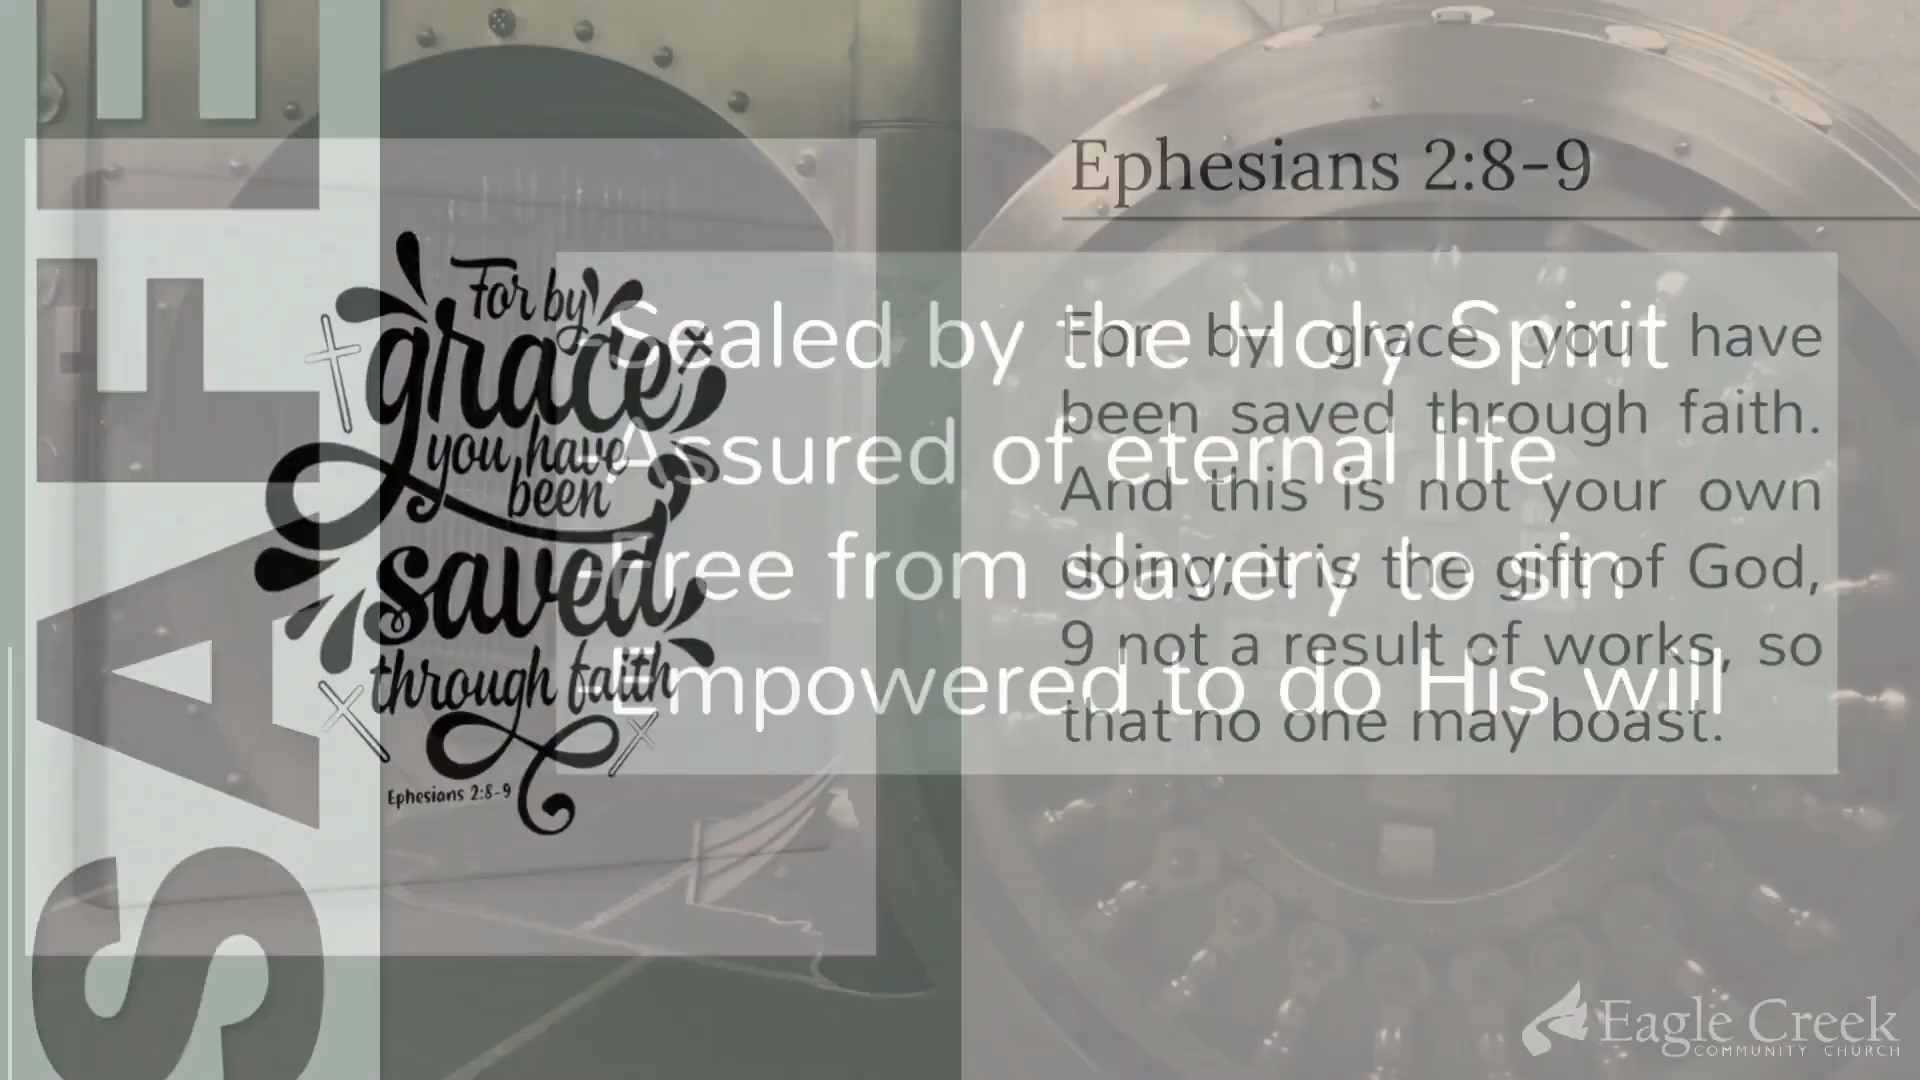 SAFE
For by
grace
you have
been
saved
through faith
Ephesians 2:8-9
Ephesians 2:8-9
For by grace you have
been saved through faith.
And this is not your own
doing; it is the gift of God,
9 not a result of works, so
that no one may boast.
Sealed by the Holy Spirit
Assured of eternal life
Free from slavery to sin
Empowered to do His will
Eagle Creek
COMMUNITY CHURCH